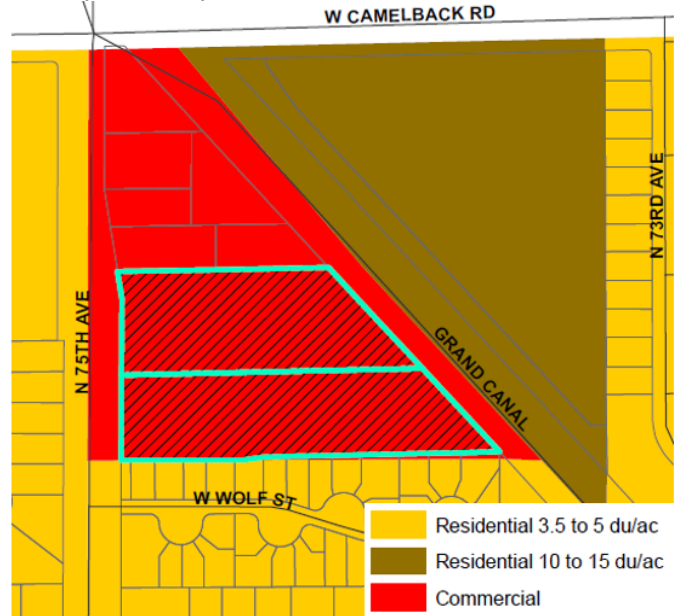 W CAMELBACK RD
N 75TH AVE
GRAND CANAL
N 73RD AVE
W WOLF ST
Residential 3.5 to 5 du/ac
Residential 10 to 15 du/ac
Commercial